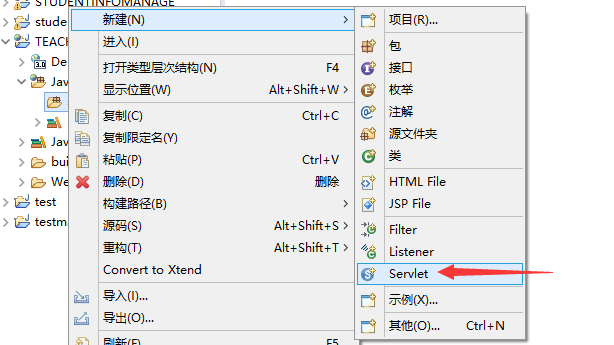 STUDENTINFOMANAGE
stude
TEACH
De
Jav
Jav
bui
We
test
testma
新建(N)
进入(I)
打开类型层次结构(N) F4
显示位置(W) Alt+Shift+W
复制(C) Ctrl+C
复制限定名(Y)
粘贴(P) Ctrl+V
删除(D) 删除
构建路径(B)
源码(S) Alt+Shift+S
重构(T) Alt+Shift+T
Convert to Xtend
导入(I)...
导出(O)...
刷新(F) F5
项目(R)...
包
接口
枚举
注解
源文件夹
类
HTML File
JSP File
Filter
Listener
Servlet
示例(X)...
其他(O)... Ctrl+N